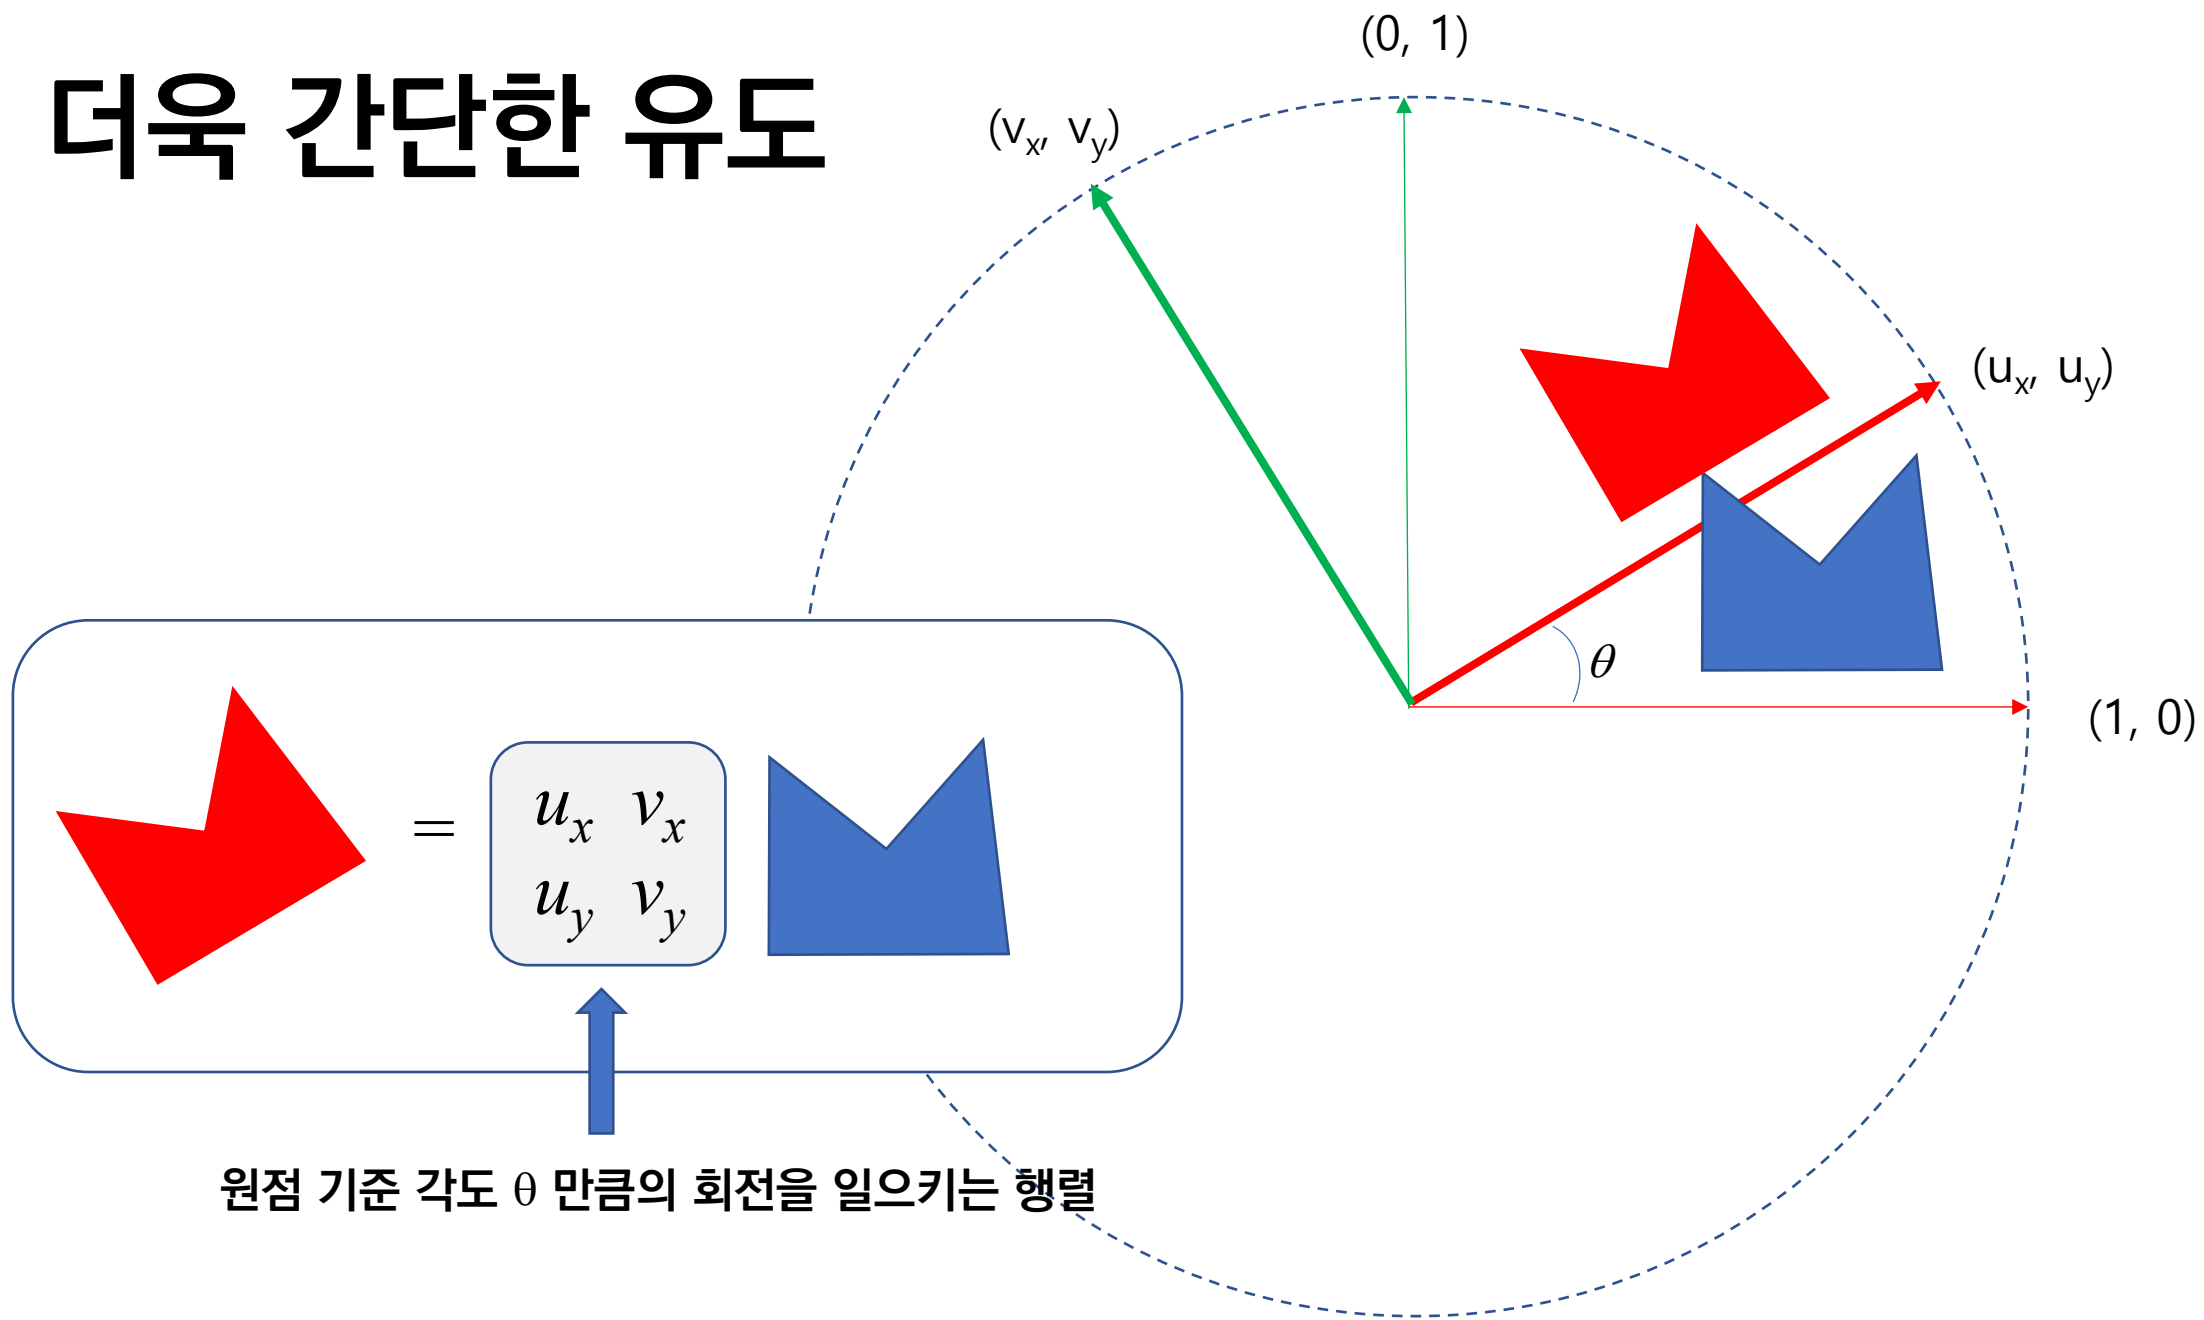 더욱 간단한 유도
(0, 1)
(vx, vy)
(ux, uy)
θ
(1, 0)
=
ux vx
uy vy
원점 기준 각도 θ 만큼의 회전을 일으키는 행렬